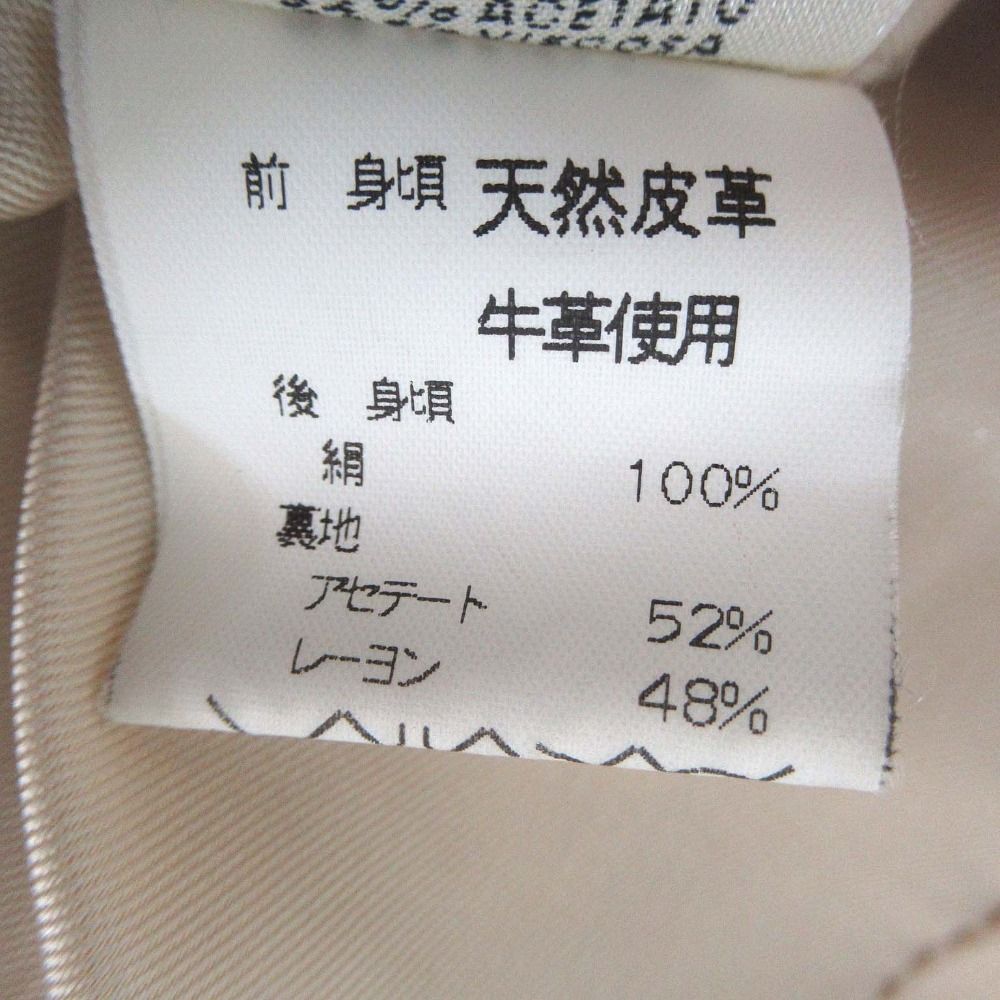 % ACETATO
前 身頃 天然皮革
牛革使用
後 身頃
絹 100%
裏地
アセテート 52%
レーヨン 48%